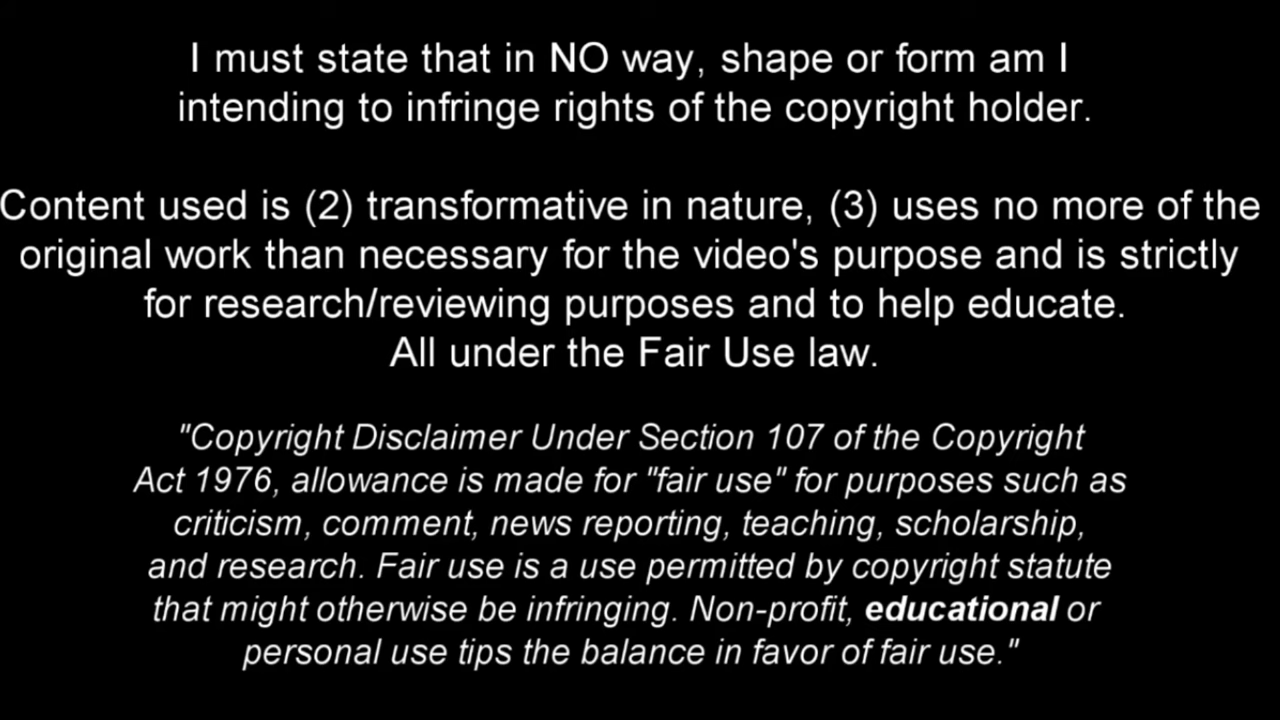 I must state that in NO way, shape or form am I
intending to infringe rights of the copyright holder.
Content used is (2) transformative in nature, (3) uses no more of the
original work than necessary for the video's purpose and is strictly
for research/reviewing purposes and to help educate.
All under the Fair Use law.
"Copyright Disclaimer Under Section 107 of the Copyright
Act 1976, allowance is made for "fair use" for purposes such as
criticism, comment, news reporting, teaching, scholarship,
and research. Fair use is a use permitted by copyright statute
that might otherwise be infringing. Non-profit, educational or
personal use tips the balance in favor of fair use."